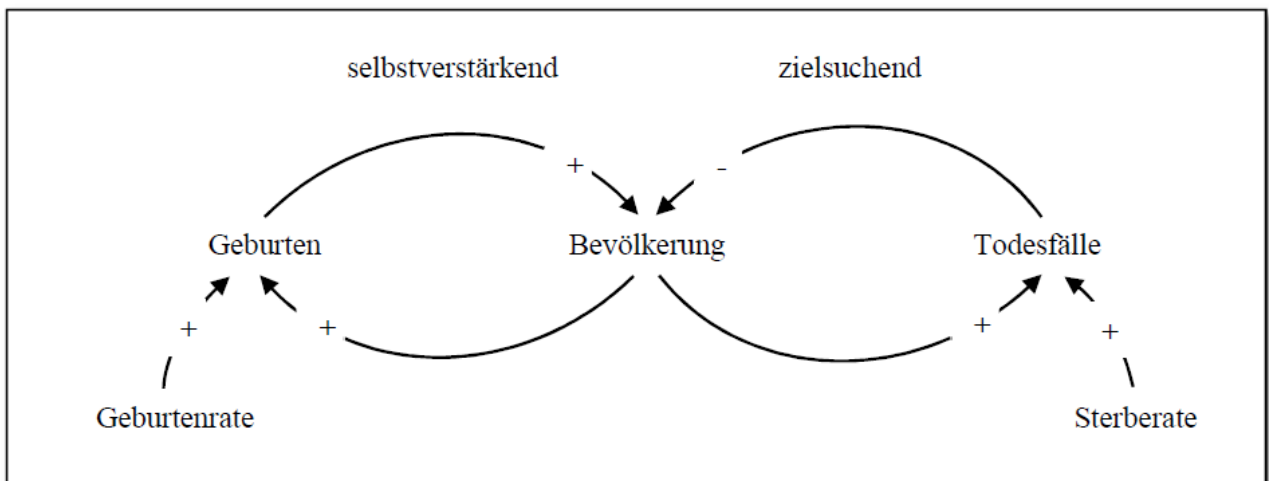 selbstverstärkend zielsuchend
+ -
Geburten Bevölkerung Todesfälle
+ + + +
Geburtenrate Sterberate